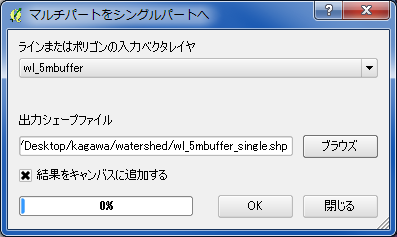 マルチパートをシングルパートへ
ラインまたはポリゴンの入力ベクタレイヤ
wl_5mbuffer
出力シェープファイル
/Desktop/kagawa/watershed/wl_5mbuffer_single.shp
ブラウズ
結果をキャンバスに追加する
0%
OK
閉じる